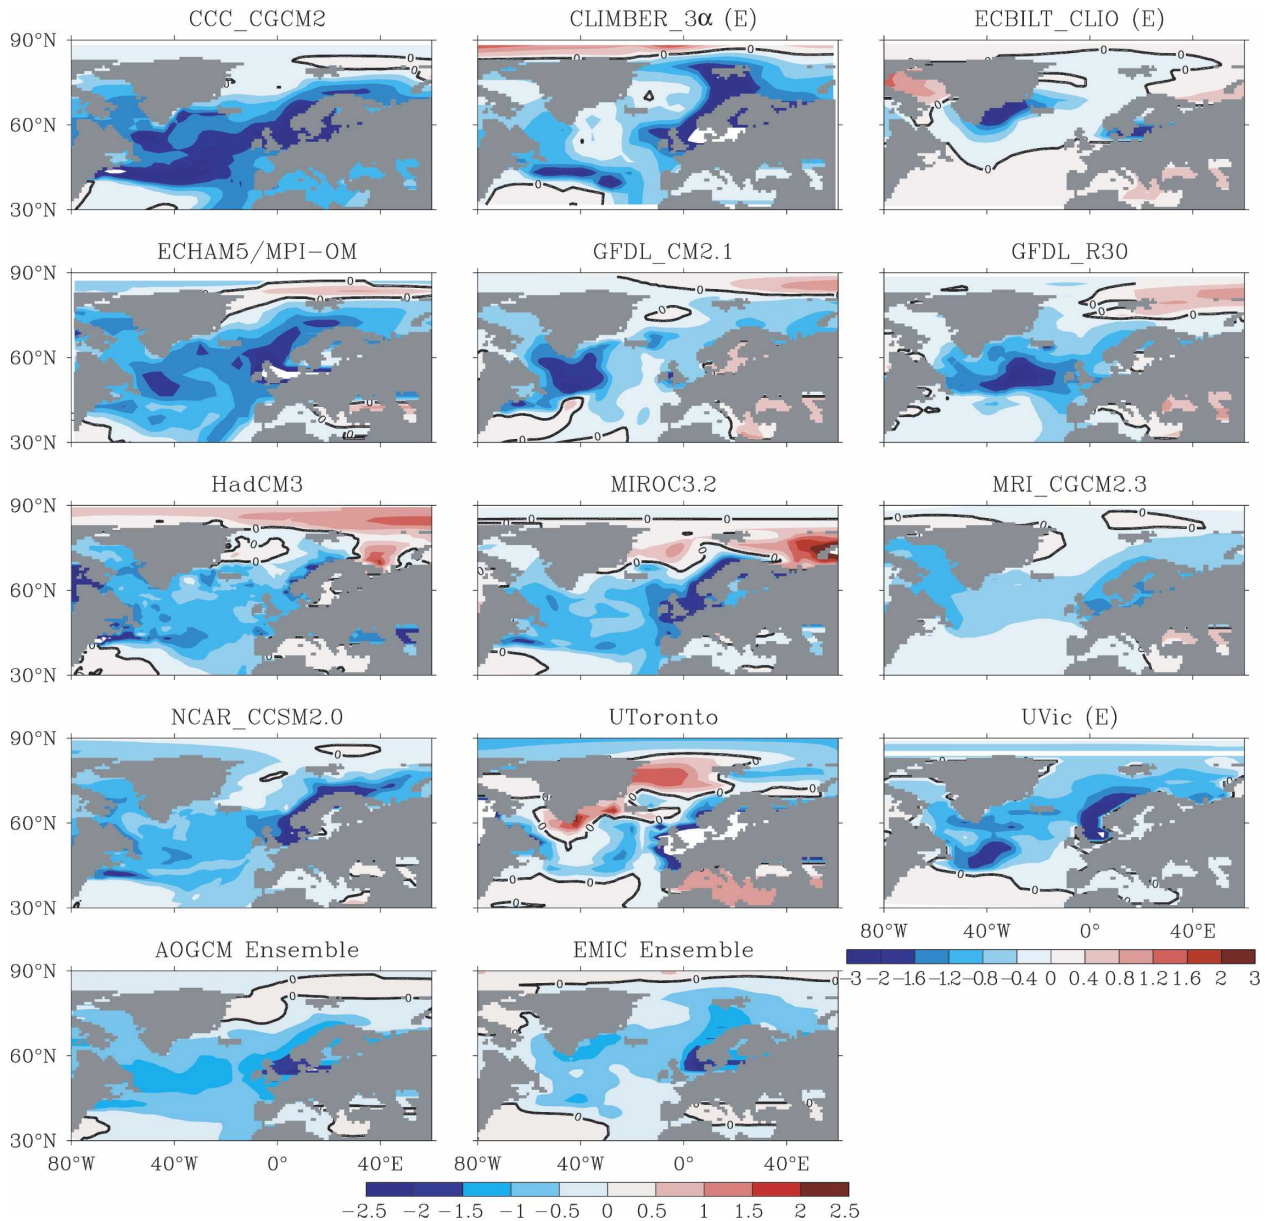 CCC_CGCM2 CLIMBER_3α (E) ECBILT_CLIO (E)
90°N
60°N
30°N
ECHAM5/MPI-OM GFDL_CM2.1 GFDL_R30
90°N
60°N
30°N
HadCM3 MIROC3.2 MRI_CGCM2.3
90°N
60°N
30°N
NCAR_CCSM2.0 UToronto UVic (E)
90°N
60°N
30°N
80°W 40°W 0° 40°E
AOGCM Ensemble EMIC Ensemble
-3 -2 -1.6 -1.2 -0.8 -0.4 0 0.4 0.8 1.2 1.6 2 3
90°N
60°N
30°N
80°W 40°W 0° 40°E 80°W 40°W 0° 40°E
-2.5 -2 -1.5 -1 -0.5 0 0.5 1 1.5 2 2.5